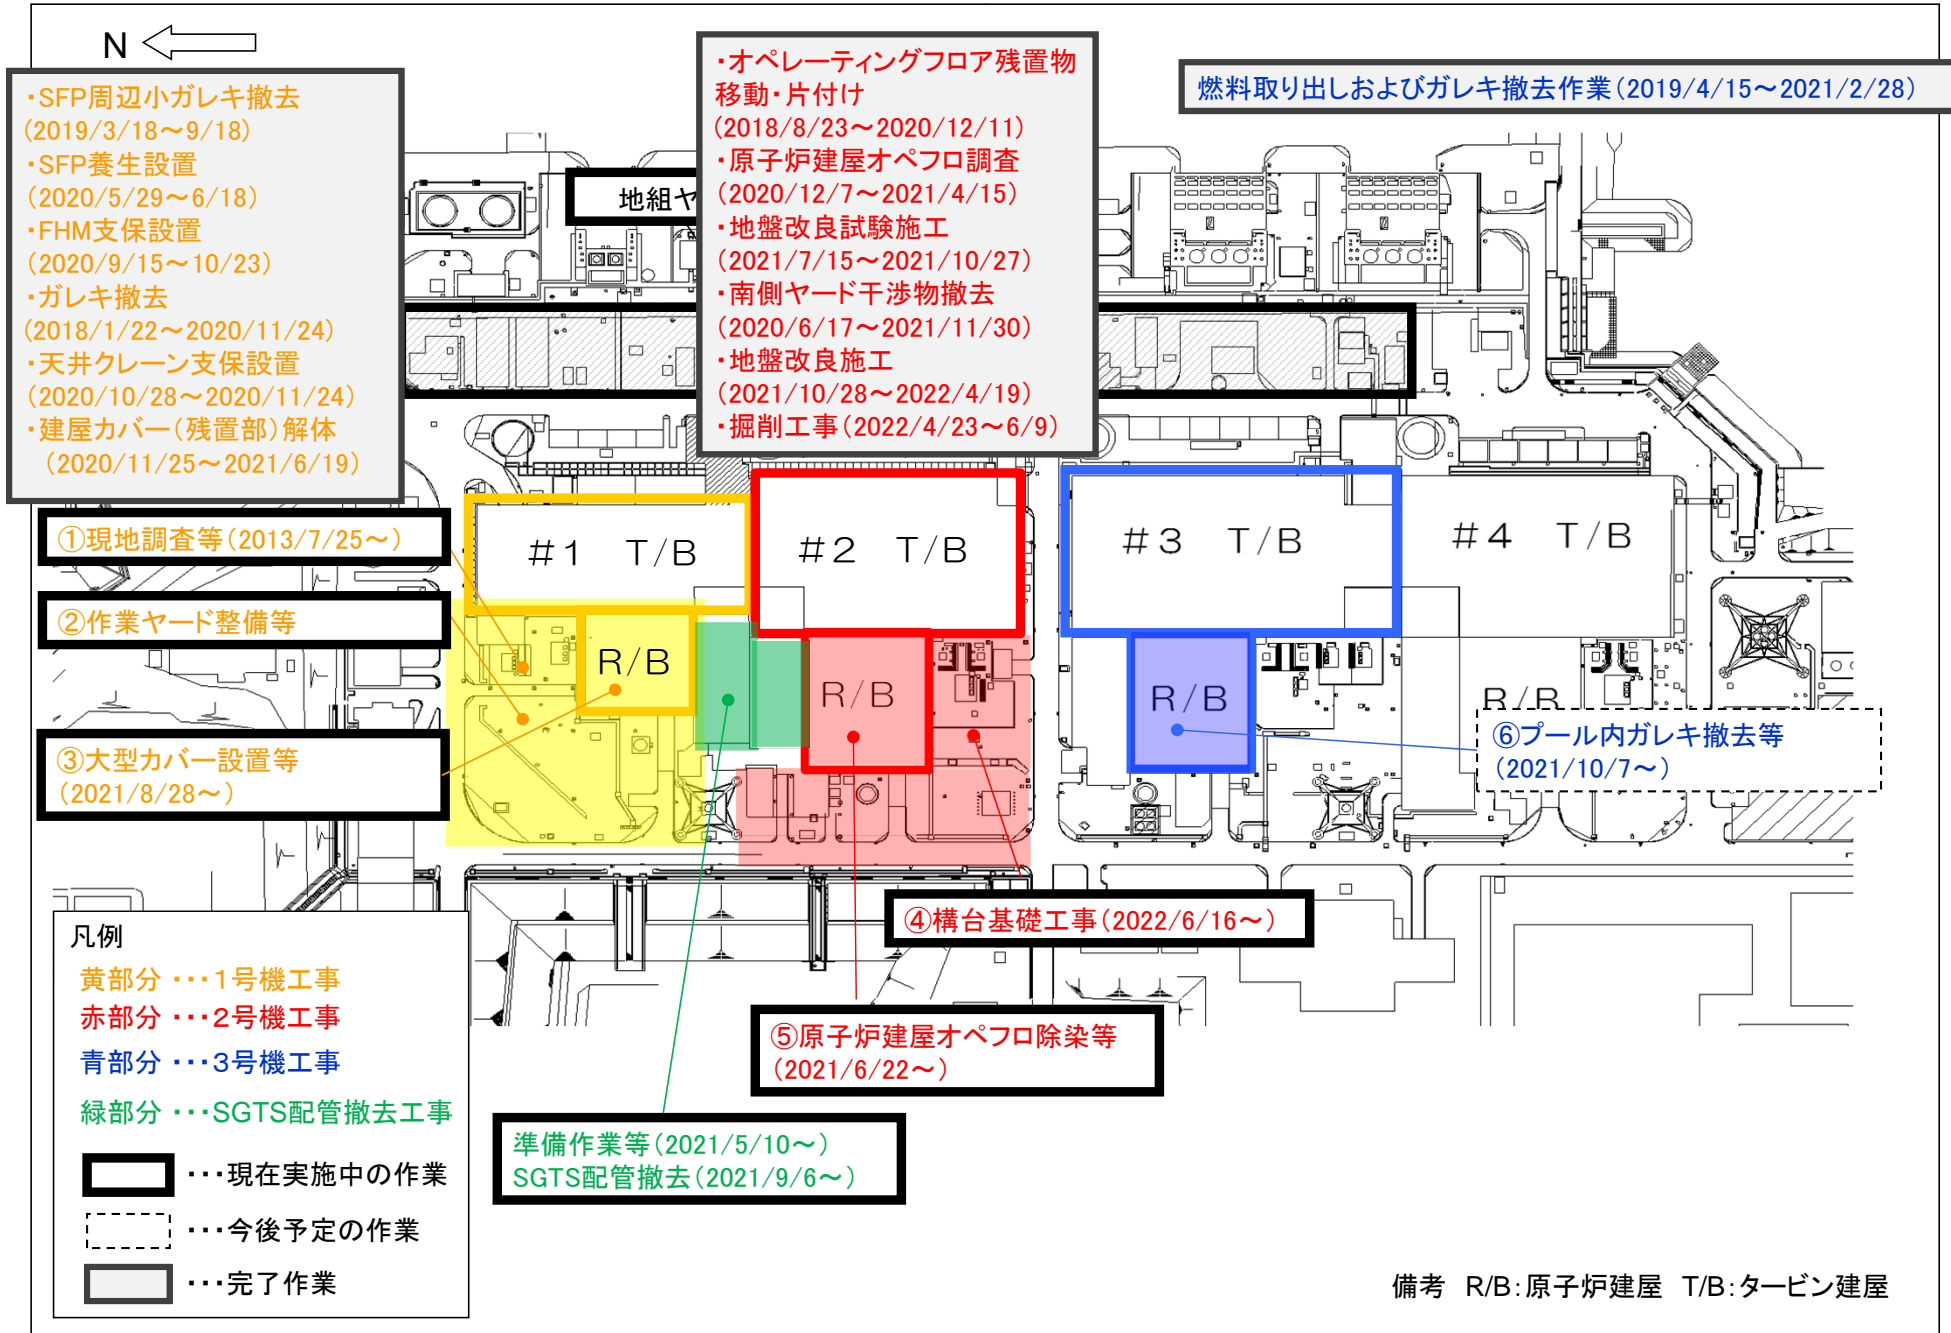 N
・SFP周辺小ガレキ撤去
(2019/3/18～9/18)
・SFP養生設置
(2020/5/29～6/18)
・FHM支保設置
(2020/9/15～10/23)
・ガレキ撤去
(2018/1/22～2020/11/24)
・天井クレーン支保設置
(2020/10/28～2020/11/24)
・建屋カバー(残置部)解体
(2020/11/25～2021/6/19)
・オペレーティングフロア残置物
移動・片付け
(2018/8/23～2020/12/11)
・原子炉建屋オペフロ調査
(2020/12/7～2021/4/15)
・地盤改良試験施工
(2021/7/15～2021/10/27)
・南側ヤード干渉物撤去
(2020/6/17～2021/11/30)
・地盤改良施工
(2021/10/28～2022/4/19)
・掘削工事(2022/4/23～6/9)
燃料取り出しおよびガレキ撤去作業(2019/4/15～2021/2/28)
地組ヤ
①現地調査等(2013/7/25～)
②作業ヤード整備等
③大型カバー設置等
(2021/8/28～)
#1 T/B
#2 T/B
#3 T/B
#4 T/B
R/B
R/B
R/B
R/B
⑥プール内ガレキ撤去等
(2021/10/7～)
④構台基礎工事(2022/6/16～)
⑤原子炉建屋オペフロ除染等
(2021/6/22～)
準備作業等(2021/5/10～)
SGTS配管撤去(2021/9/6～)
凡例
黄部分 ・・・1号機工事
赤部分 ・・・2号機工事
青部分 ・・・3号機工事
緑部分 ・・・SGTS配管撤去工事
・・・現在実施中の作業
・・・今後予定の作業
・・・完了作業
備考 R/B:原子炉建屋 T/B:タービン建屋